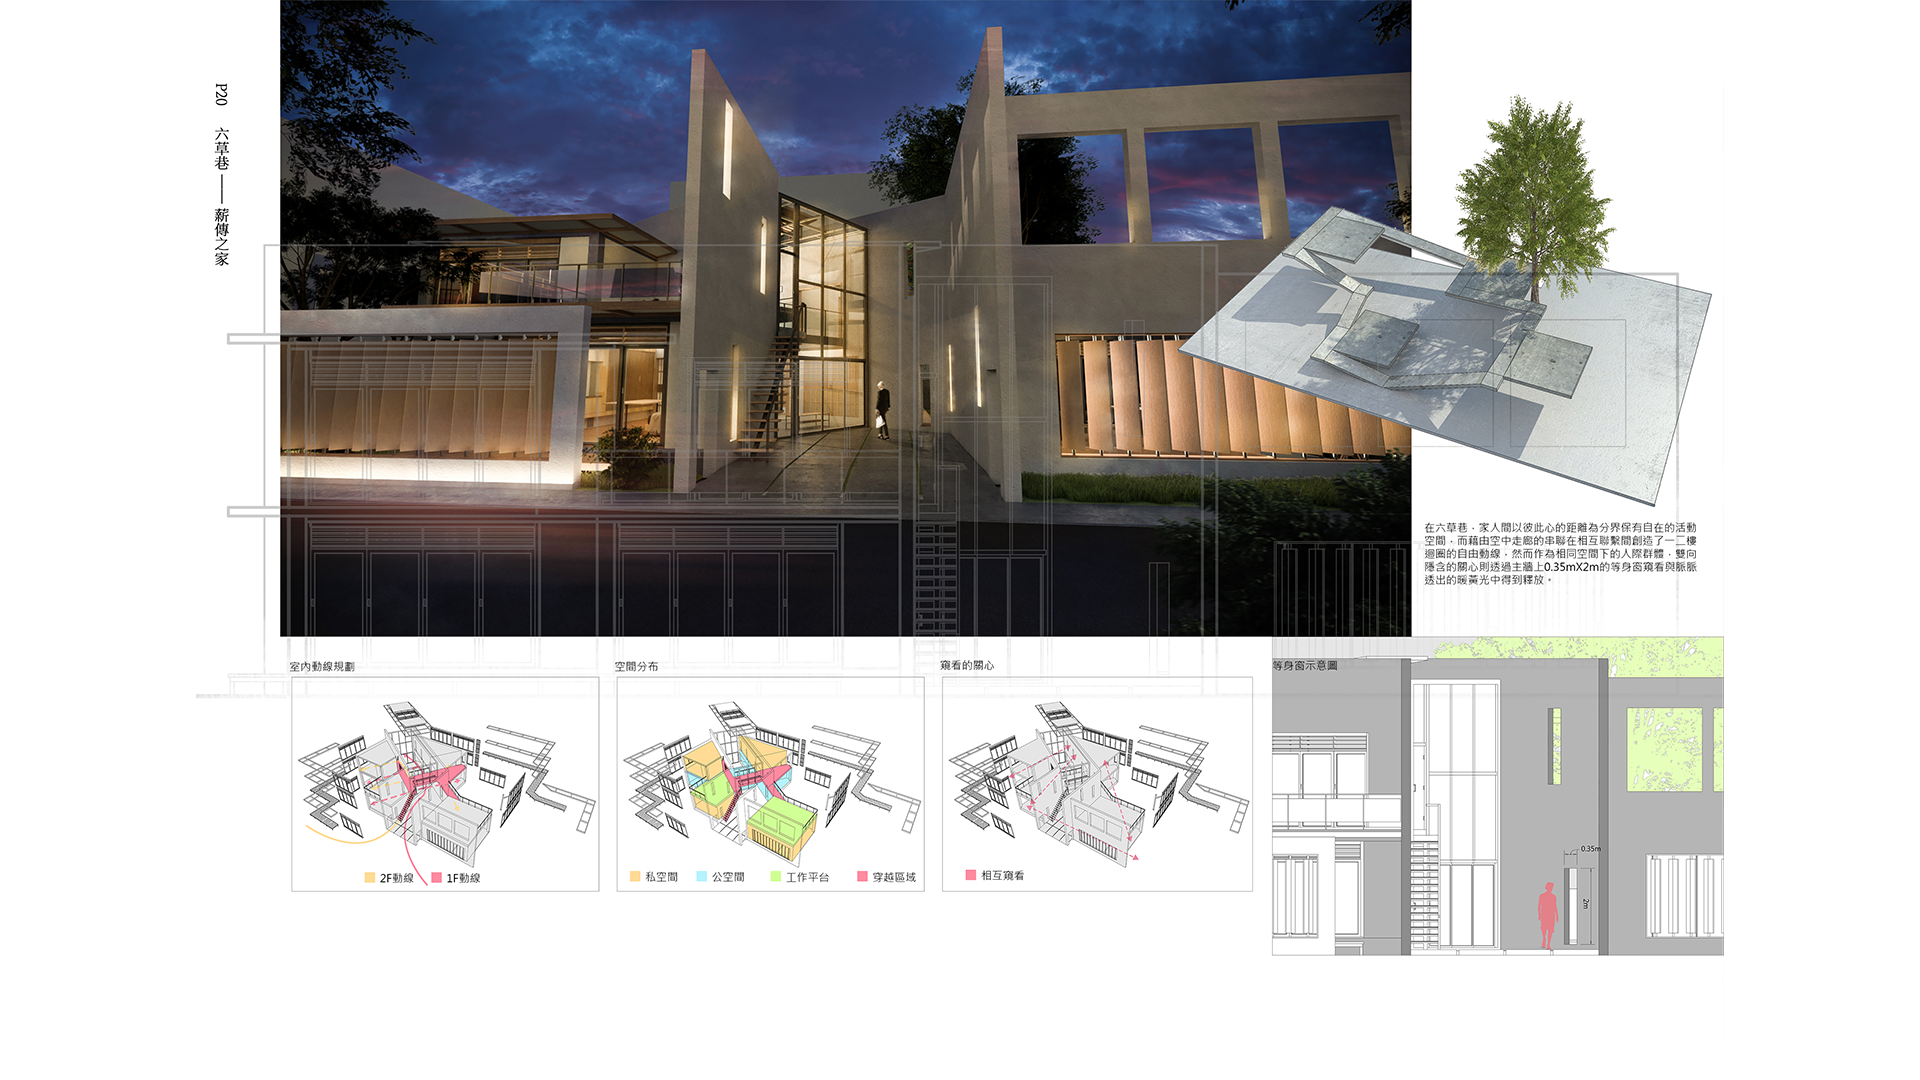 P20 六草巷——薪傳之家
在六草巷，家人間以彼此心的距離為分界保有自在的活動
空間，而藉由空中走廊的串聯在相互聯繫間創造了一二樓
迴圈的自由動線，然而作為相同空間下的人際群體，雙向
隱含的關心則透過主牆上0.35mX2m的等身窗窺看與脈脈
透出的暖黃光中得到釋放。
室內動線規劃
2F動線 1F動線
空間分布
私空間 公空間 工作平台 穿越區域
窺看的關心
相互窺看
等身窗示意圖
0.35m
2m